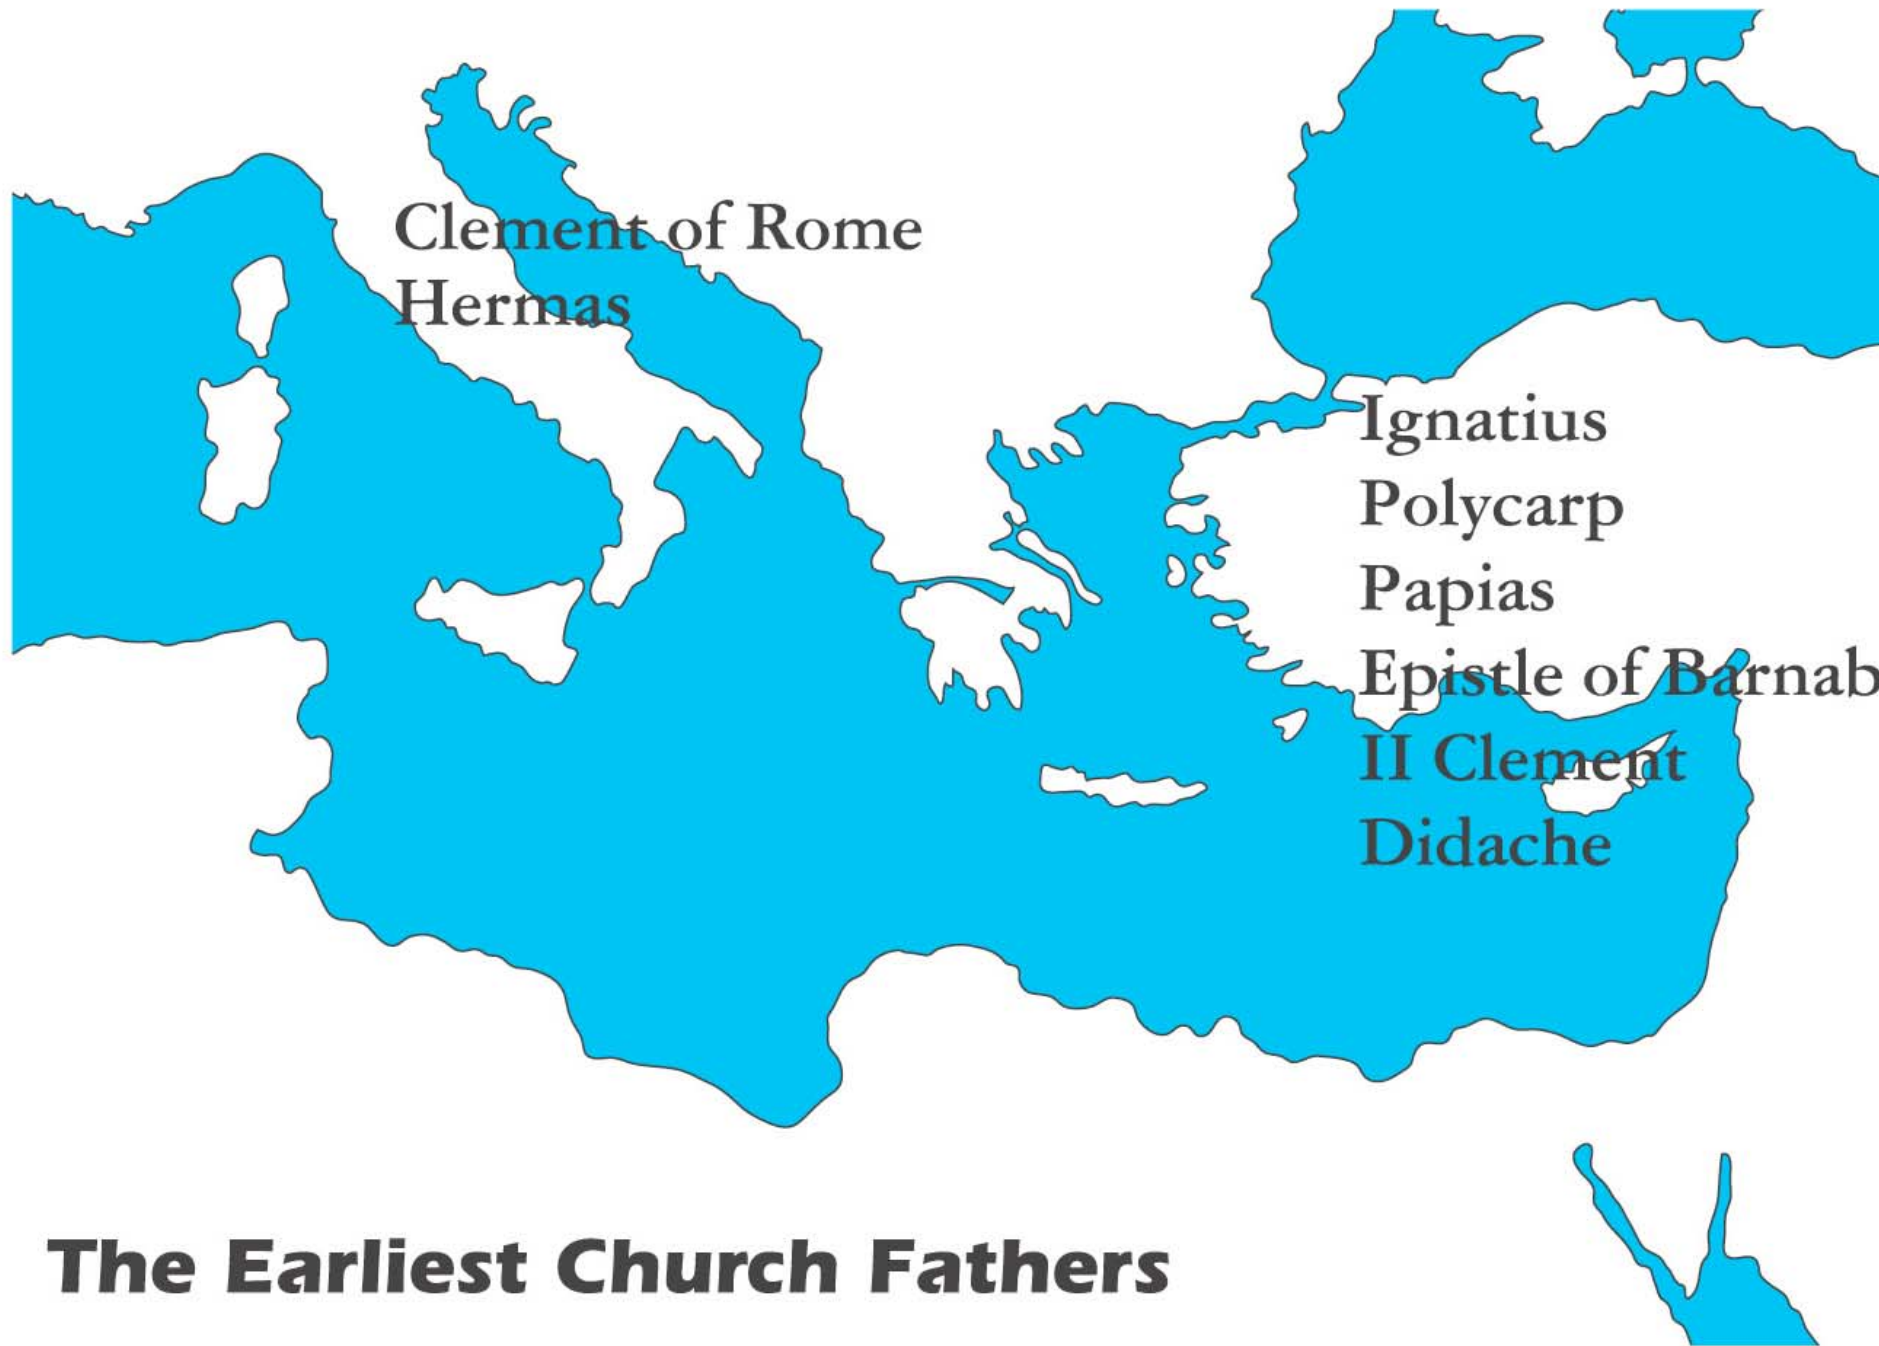 Clement of Rome
Hermas
Ignatius
Polycarp
Papias
Epistle of Barnab
II Clement
Didache
The Earliest Church Fathers